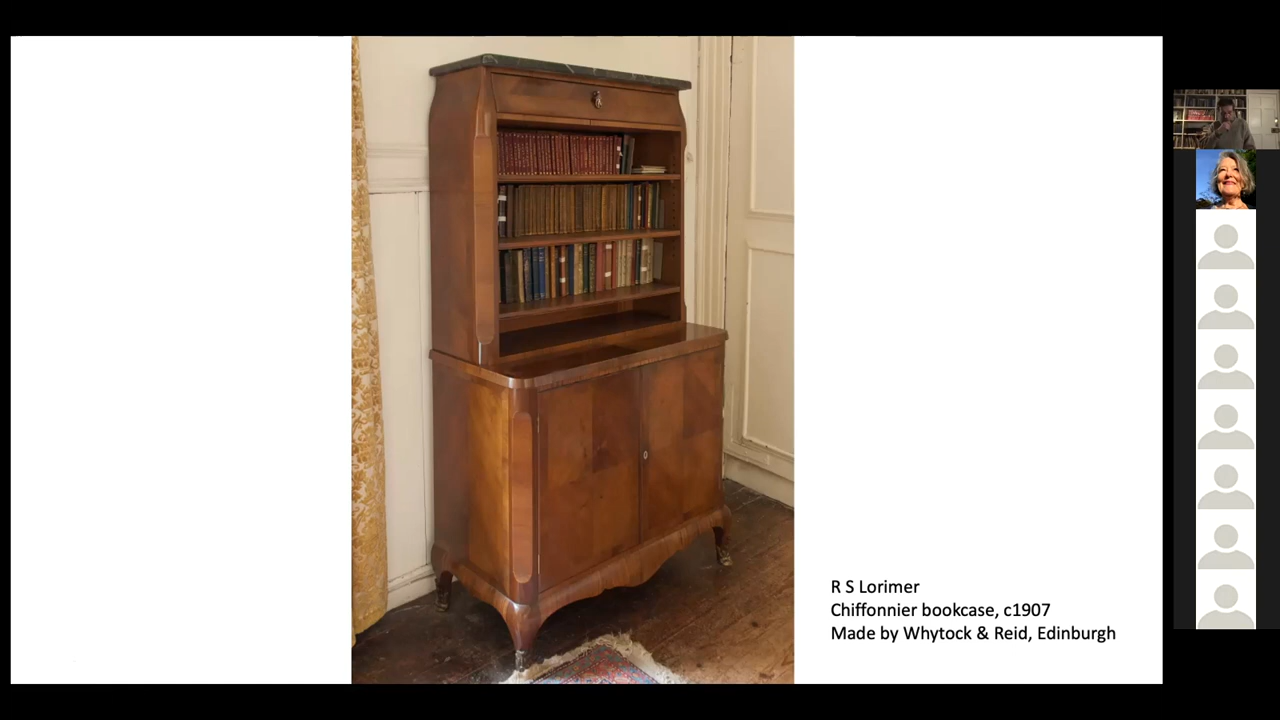 R S Lorimer
Chiffonnier bookcase, c1907
Made by Whytock & Reid, Edinburgh